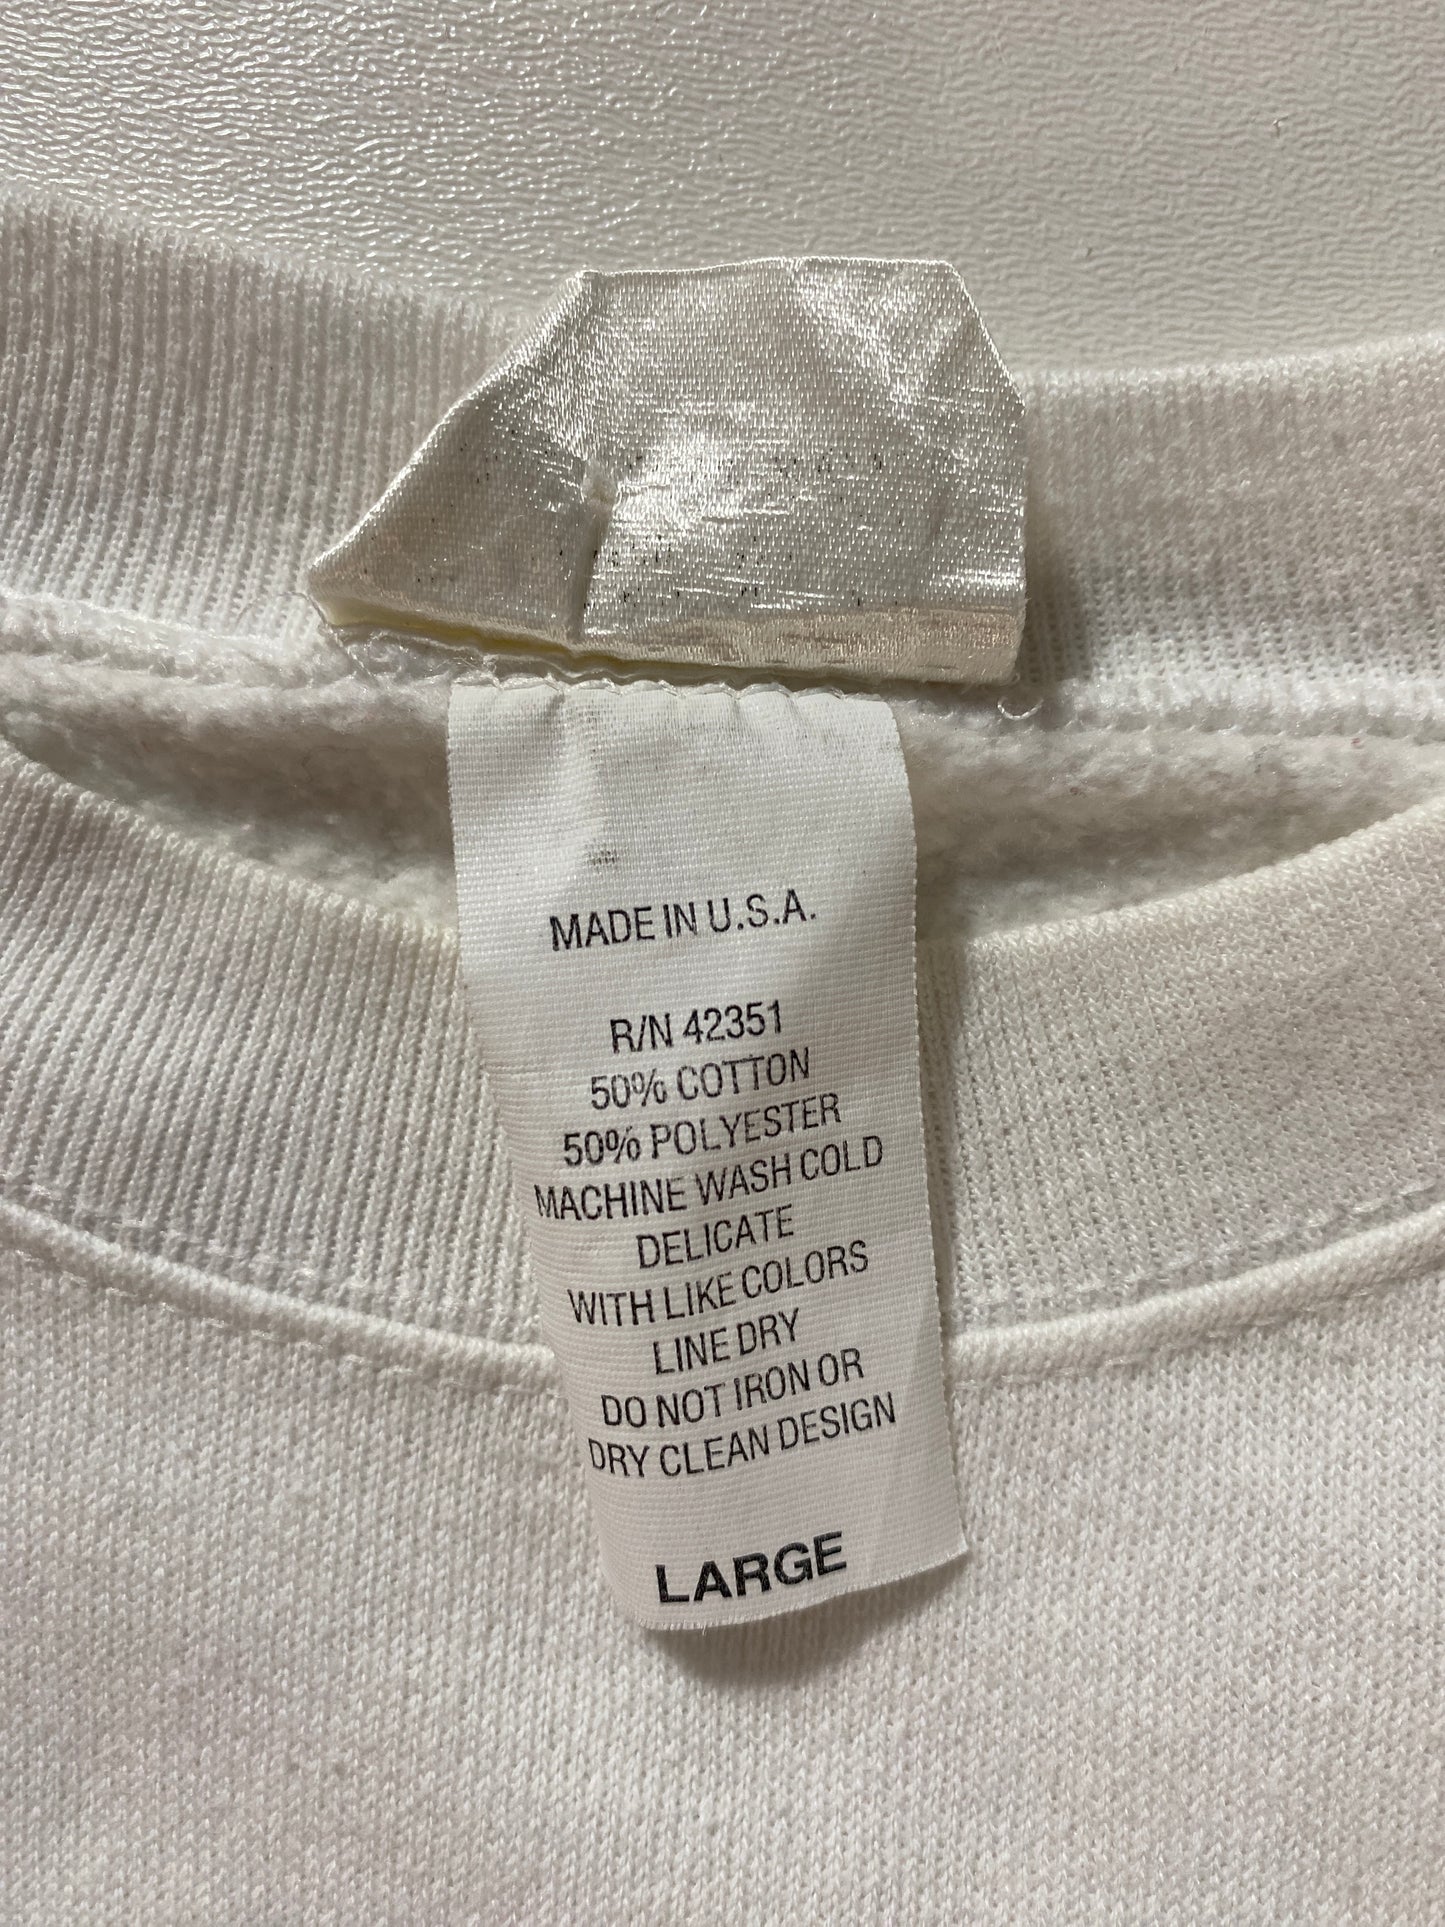 MADE IN U.S.A.
R/N 42351
50% COTTON
50% POLYESTER
MACHINE WASH COLD
DELICATE
WITH LIKE COLORS
LINE DRY
DO NOT IRON OR
DRY CLEAN DESIGN
LARGE